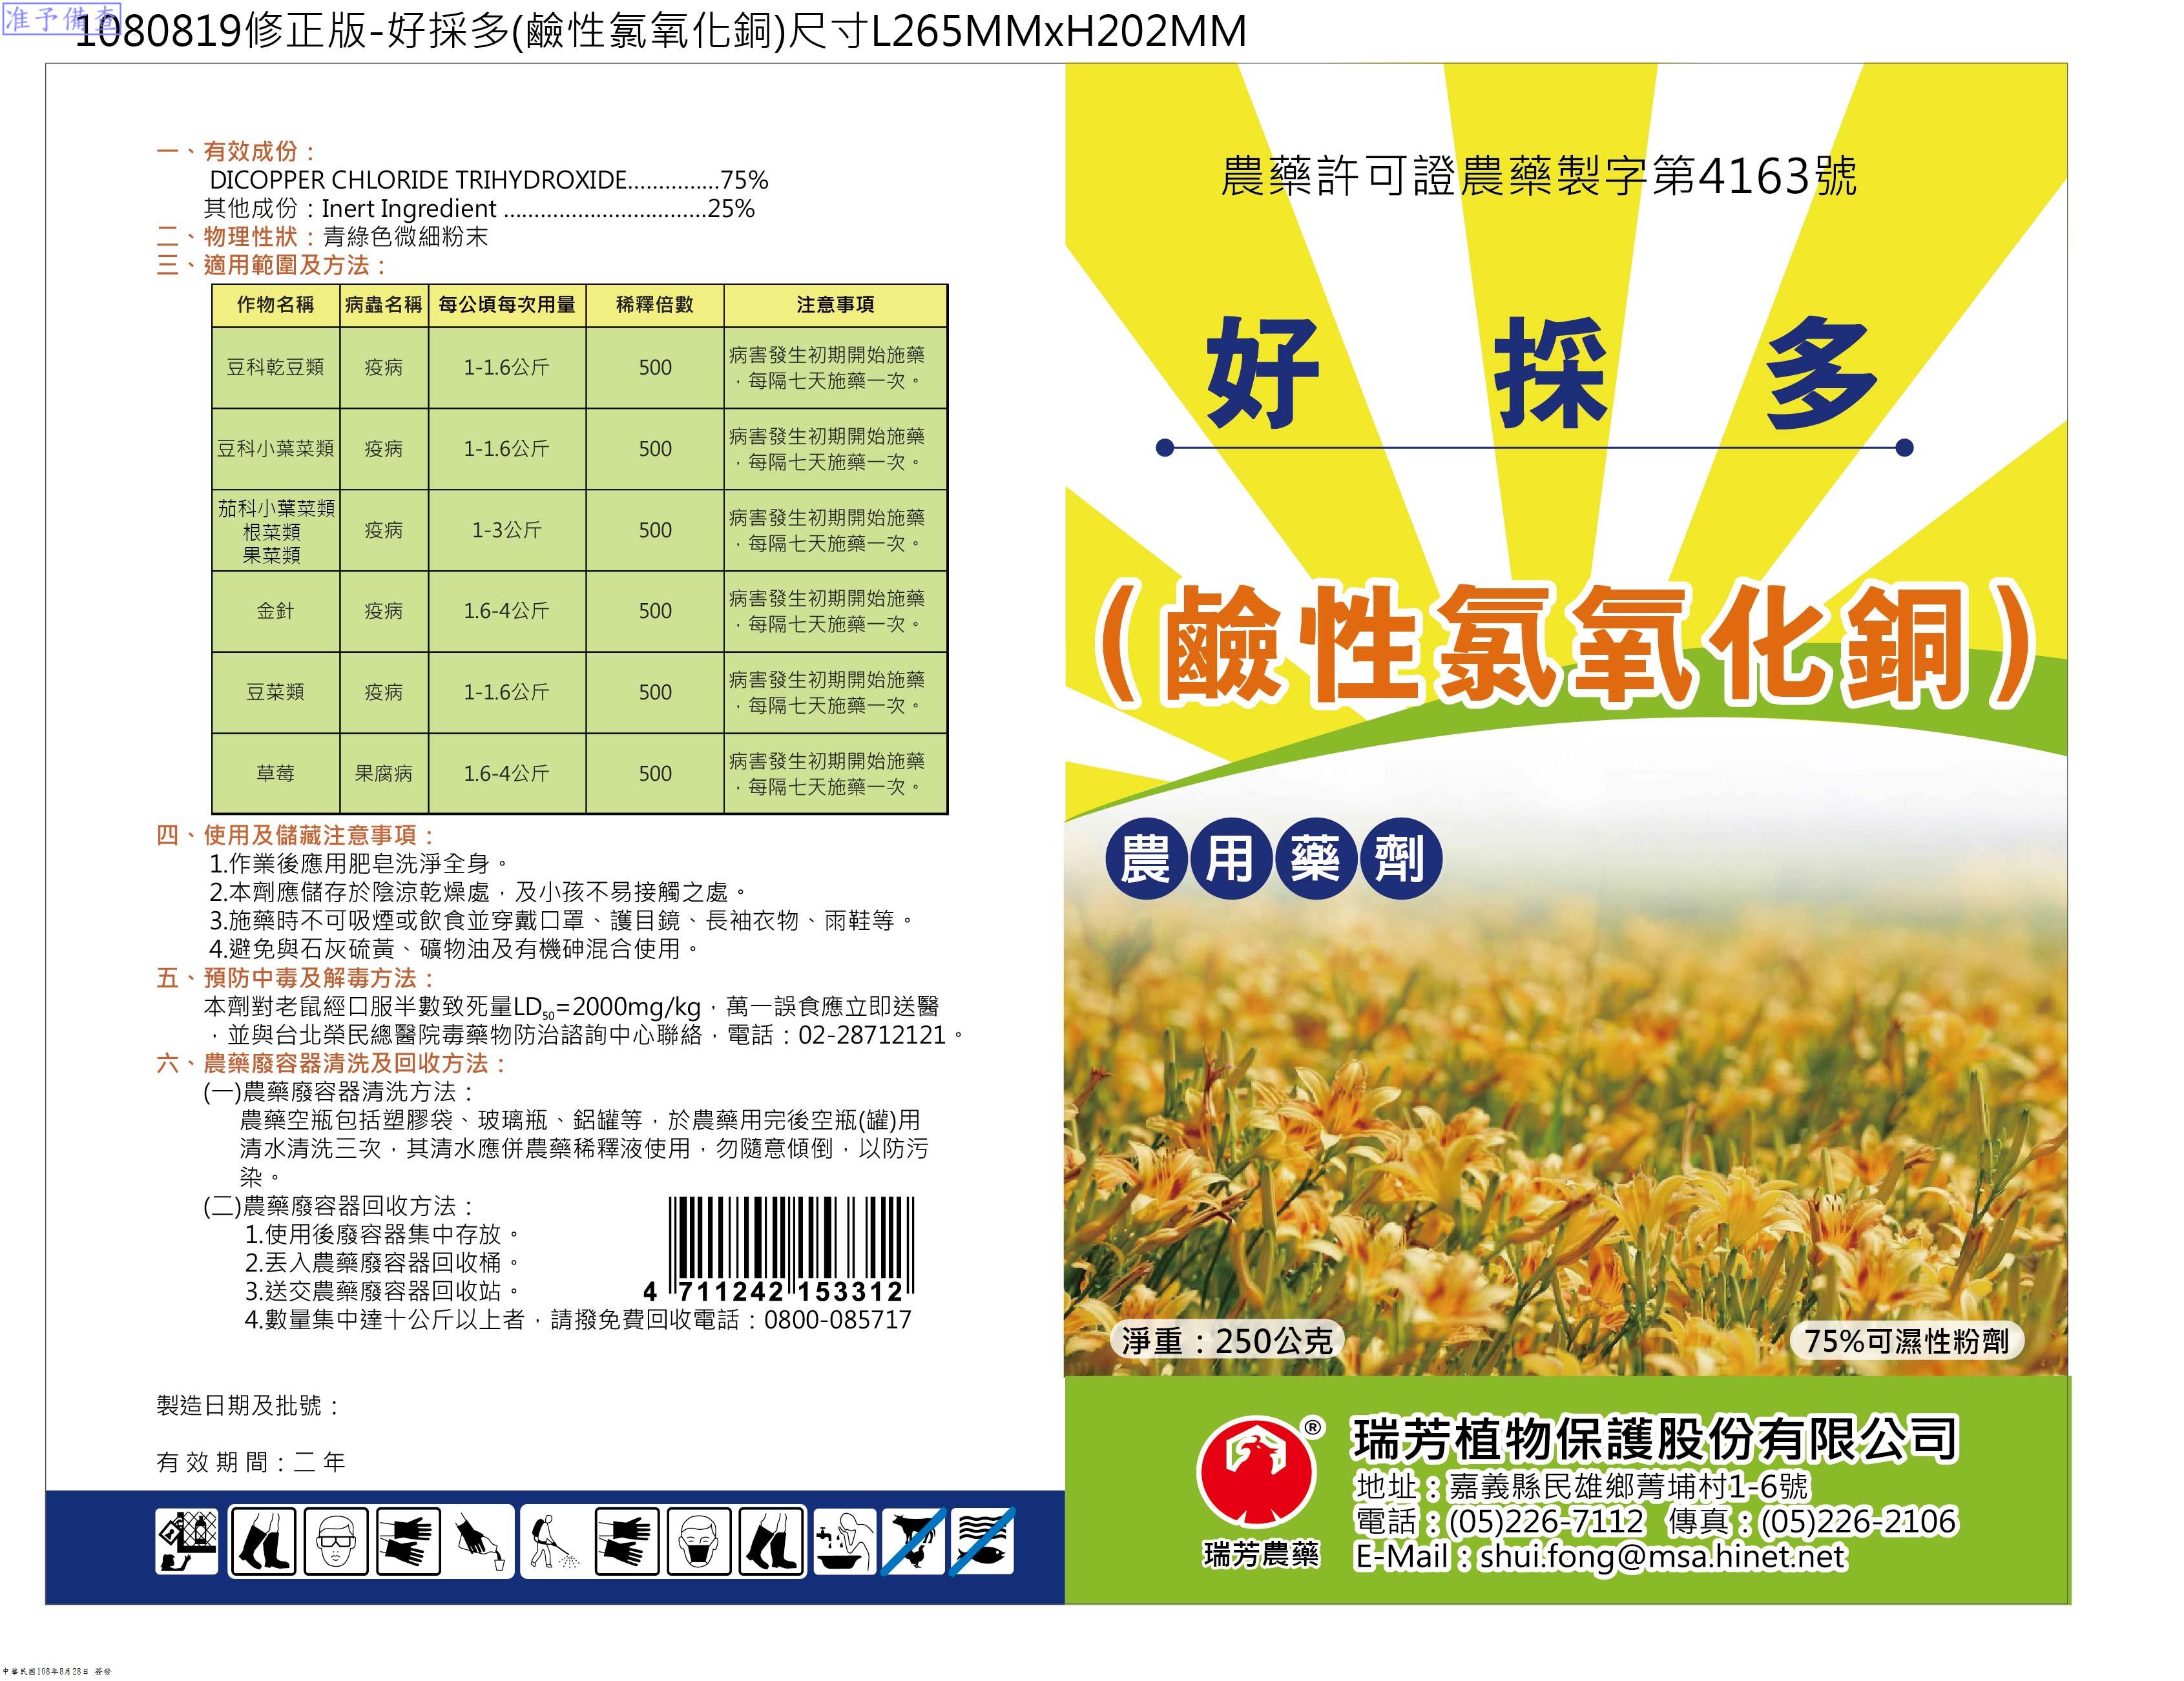 准予備查
1080819修正版-好採多(鹼性氯氧化銅)尺寸L265MMxH202MM
一、有效成份：
DICOPPER CHLORIDE TRIHYDROXIDE...............75%
其他成份：Inert Ingredient .................................25%
二、物理性狀：青綠色微細粉末
三、適用範圍及方法：
作物名稱 病蟲名稱 每公頃每次用量 稀釋倍數 注意事項
豆科乾豆類 疫病 1-1.6公斤 500 病害發生初期開始施藥
，每隔七天施藥一次。
豆科小葉菜類 疫病 1-1.6公斤 500 病害發生初期開始施藥
，每隔七天施藥一次。
茄科小葉菜類
根菜類
果菜類
疫病 1-3公斤 500 病害發生初期開始施藥
，每隔七天施藥一次。
金針 疫病 1.6-4公斤 500 病害發生初期開始施藥
，每隔七天施藥一次。
豆菜類 疫病 1-1.6公斤 500 病害發生初期開始施藥
，每隔七天施藥一次。
草莓 果腐病 1.6-4公斤 500 病害發生初期開始施藥
，每隔七天施藥一次。
四、使用及儲藏注意事項：
1.作業後應用肥皂洗淨全身。
2.本劑應儲存於陰涼乾燥處，及小孩不易接觸之處。
3.施藥時不可吸煙或飲食並穿戴口罩、護目鏡、長袖衣物、雨鞋等。
4.避免與石灰硫黃、礦物油及有機砷混合使用。
五、預防中毒及解毒方法：
本劑對老鼠經口服半數致死量LD50=2000mg/kg，萬一誤食應立即送醫
，並與台北榮民總醫院毒藥物防治諮詢中心聯絡，電話：02-28712121。
六、農藥廢容器清洗及回收方法：
(一)農藥廢容器清洗方法：
農藥空瓶包括塑膠袋、玻璃瓶、鋁罐等，於農藥用完後空瓶(罐)用
清水清洗三次，其清水應併農藥稀釋液使用，勿隨意傾倒，以防污
染。
(二)農藥廢容器回收方法：
1.使用後廢容器集中存放。
2.丟入農藥廢容器回收桶。
3.送交農藥廢容器回收站。
4.數量集中達十公斤以上者，請撥免費回收電話：0800-085717
4 711242 153312
製造日期及批號：
有效期間：二年
農藥許可證農藥製字第4163號
好採多
(鹼性氯氧化銅)
農用藥劑
淨重：250公克
75%可濕性粉劑
®
瑞芳農藥
瑞芳植物保護股份有限公司
地址：嘉義縣民雄鄉菁埔村1-6號
電話：(05)226-7112 傳真：(05)226-2106
E-Mail：shui.fong@msa.hinet.net
中華民國108年8月28日 簽發